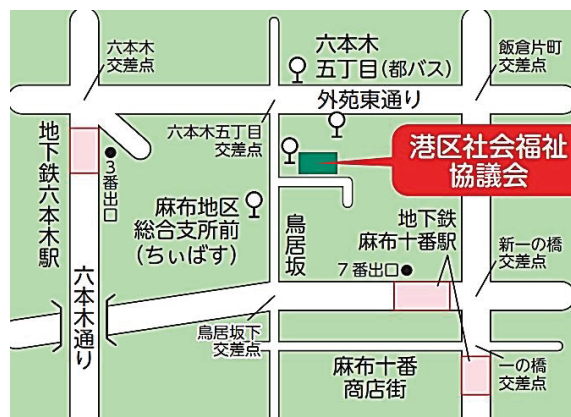 六本木
交差点
六本木
五丁目(都バス)
飯倉片町
交差点
外苑東通り
地下鉄六本木駅
●3番出口
六本木五丁目
交差点
港区社会福祉
協議会
麻布地区
総合支所前
(ちぃばす)
鳥居坂
地下鉄
麻布十番駅
7番出口●
新一の橋
交差点
六本木通り
鳥居坂下
交差点
麻布十番
商店街
一の橋
交差点